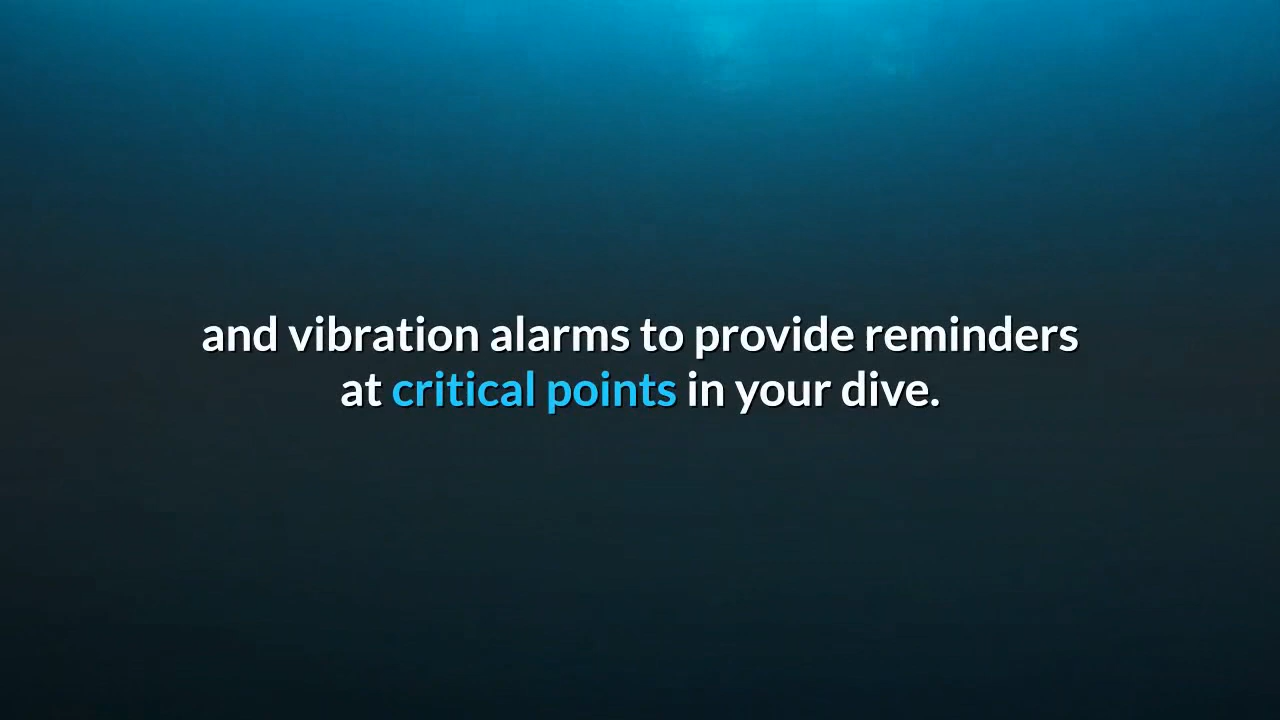 and vibration alarms to provide reminders
at critical points in your dive.